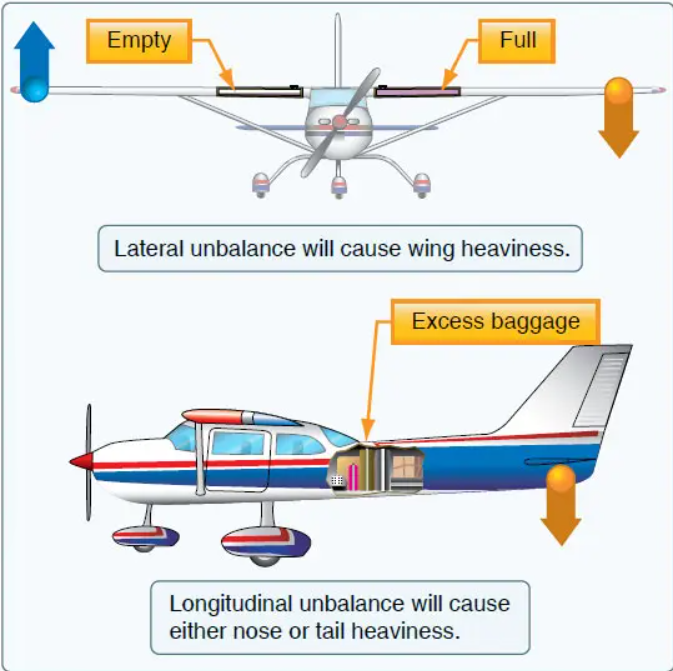 Empty
Full
Lateral unbalance will cause wing heaviness.
Excess baggage
Longitudinal unbalance will cause
either nose or tail heaviness.